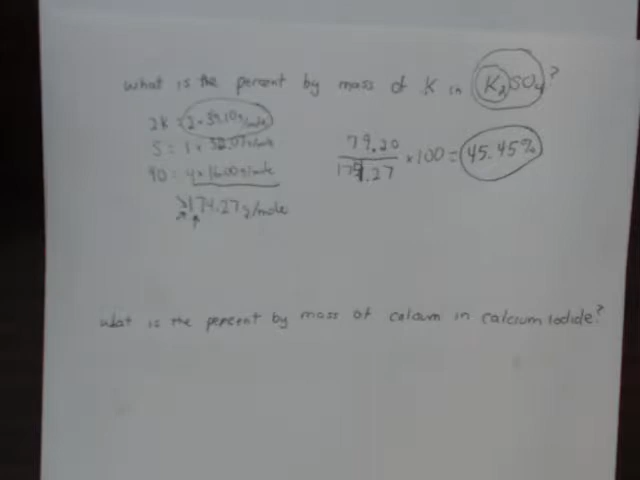 what is the percent by mass of K in K2SO4?
2K = 2 × 39.10 g/mole
S = 1 × 32.07 g/mole
4O = 4 × 16.00 g/mole
174.27 g/mole
79.20
174.27
× 100 = 45.45%
what is the percent by mass of calcium in calcium Iodide?